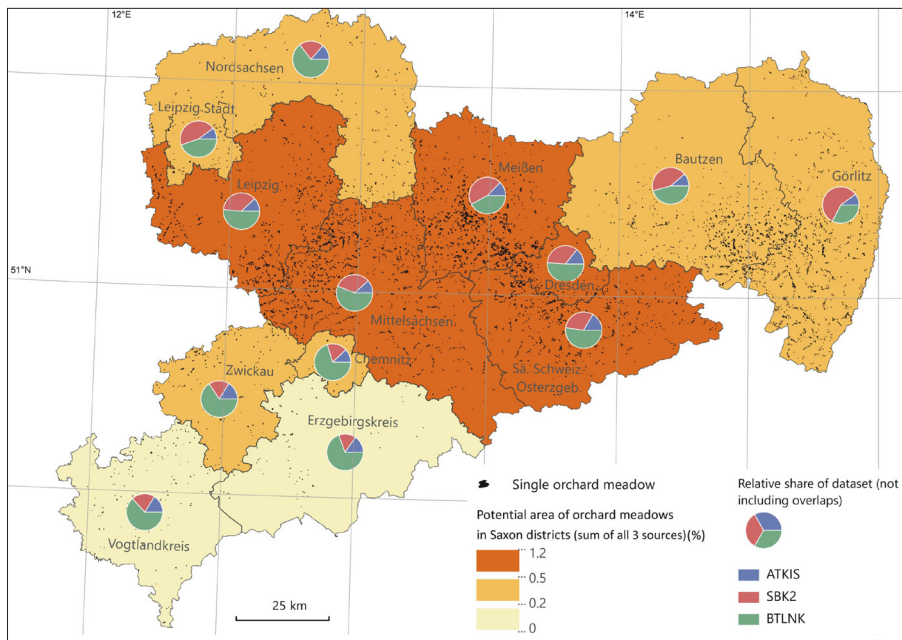 12°E
14°E
Nordsachsen
Leipzig-Stadt
Meißen
Bautzen
Görlitz
Leipzig
51°N
Dresden
Mittelsachsen
Chemnitz
Zwickau
Sä. Schweiz-
Osterzgeb.
Erzgebirgskreis
Vogtlandkreis
Single orchard meadow
Potential area of orchard meadows
in Saxon districts (sum of all 3 sources)(%)
1.2
0.5
0.2
0
25 km
Relative share of dataset (not
including overlaps)
ATKIS
SBK2
BTLNK